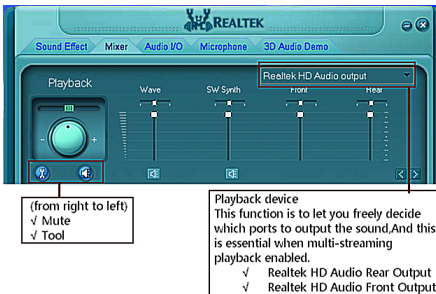 REALTEK
Sound Effect Mixer Audio I/O Microphone 3D Audio Demo
Realtek HD Audio output
Playback
Wave SW Synth Front Rear
- +
(from right to left)
√ Mute
√ Tool
Playback device
This function is to let you freely decide
which ports to output the sound,And this
is essential when multi-streaming
playback enabled.
√ Realtek HD Audio Rear Output
√ Realtek HD Audio Front Output